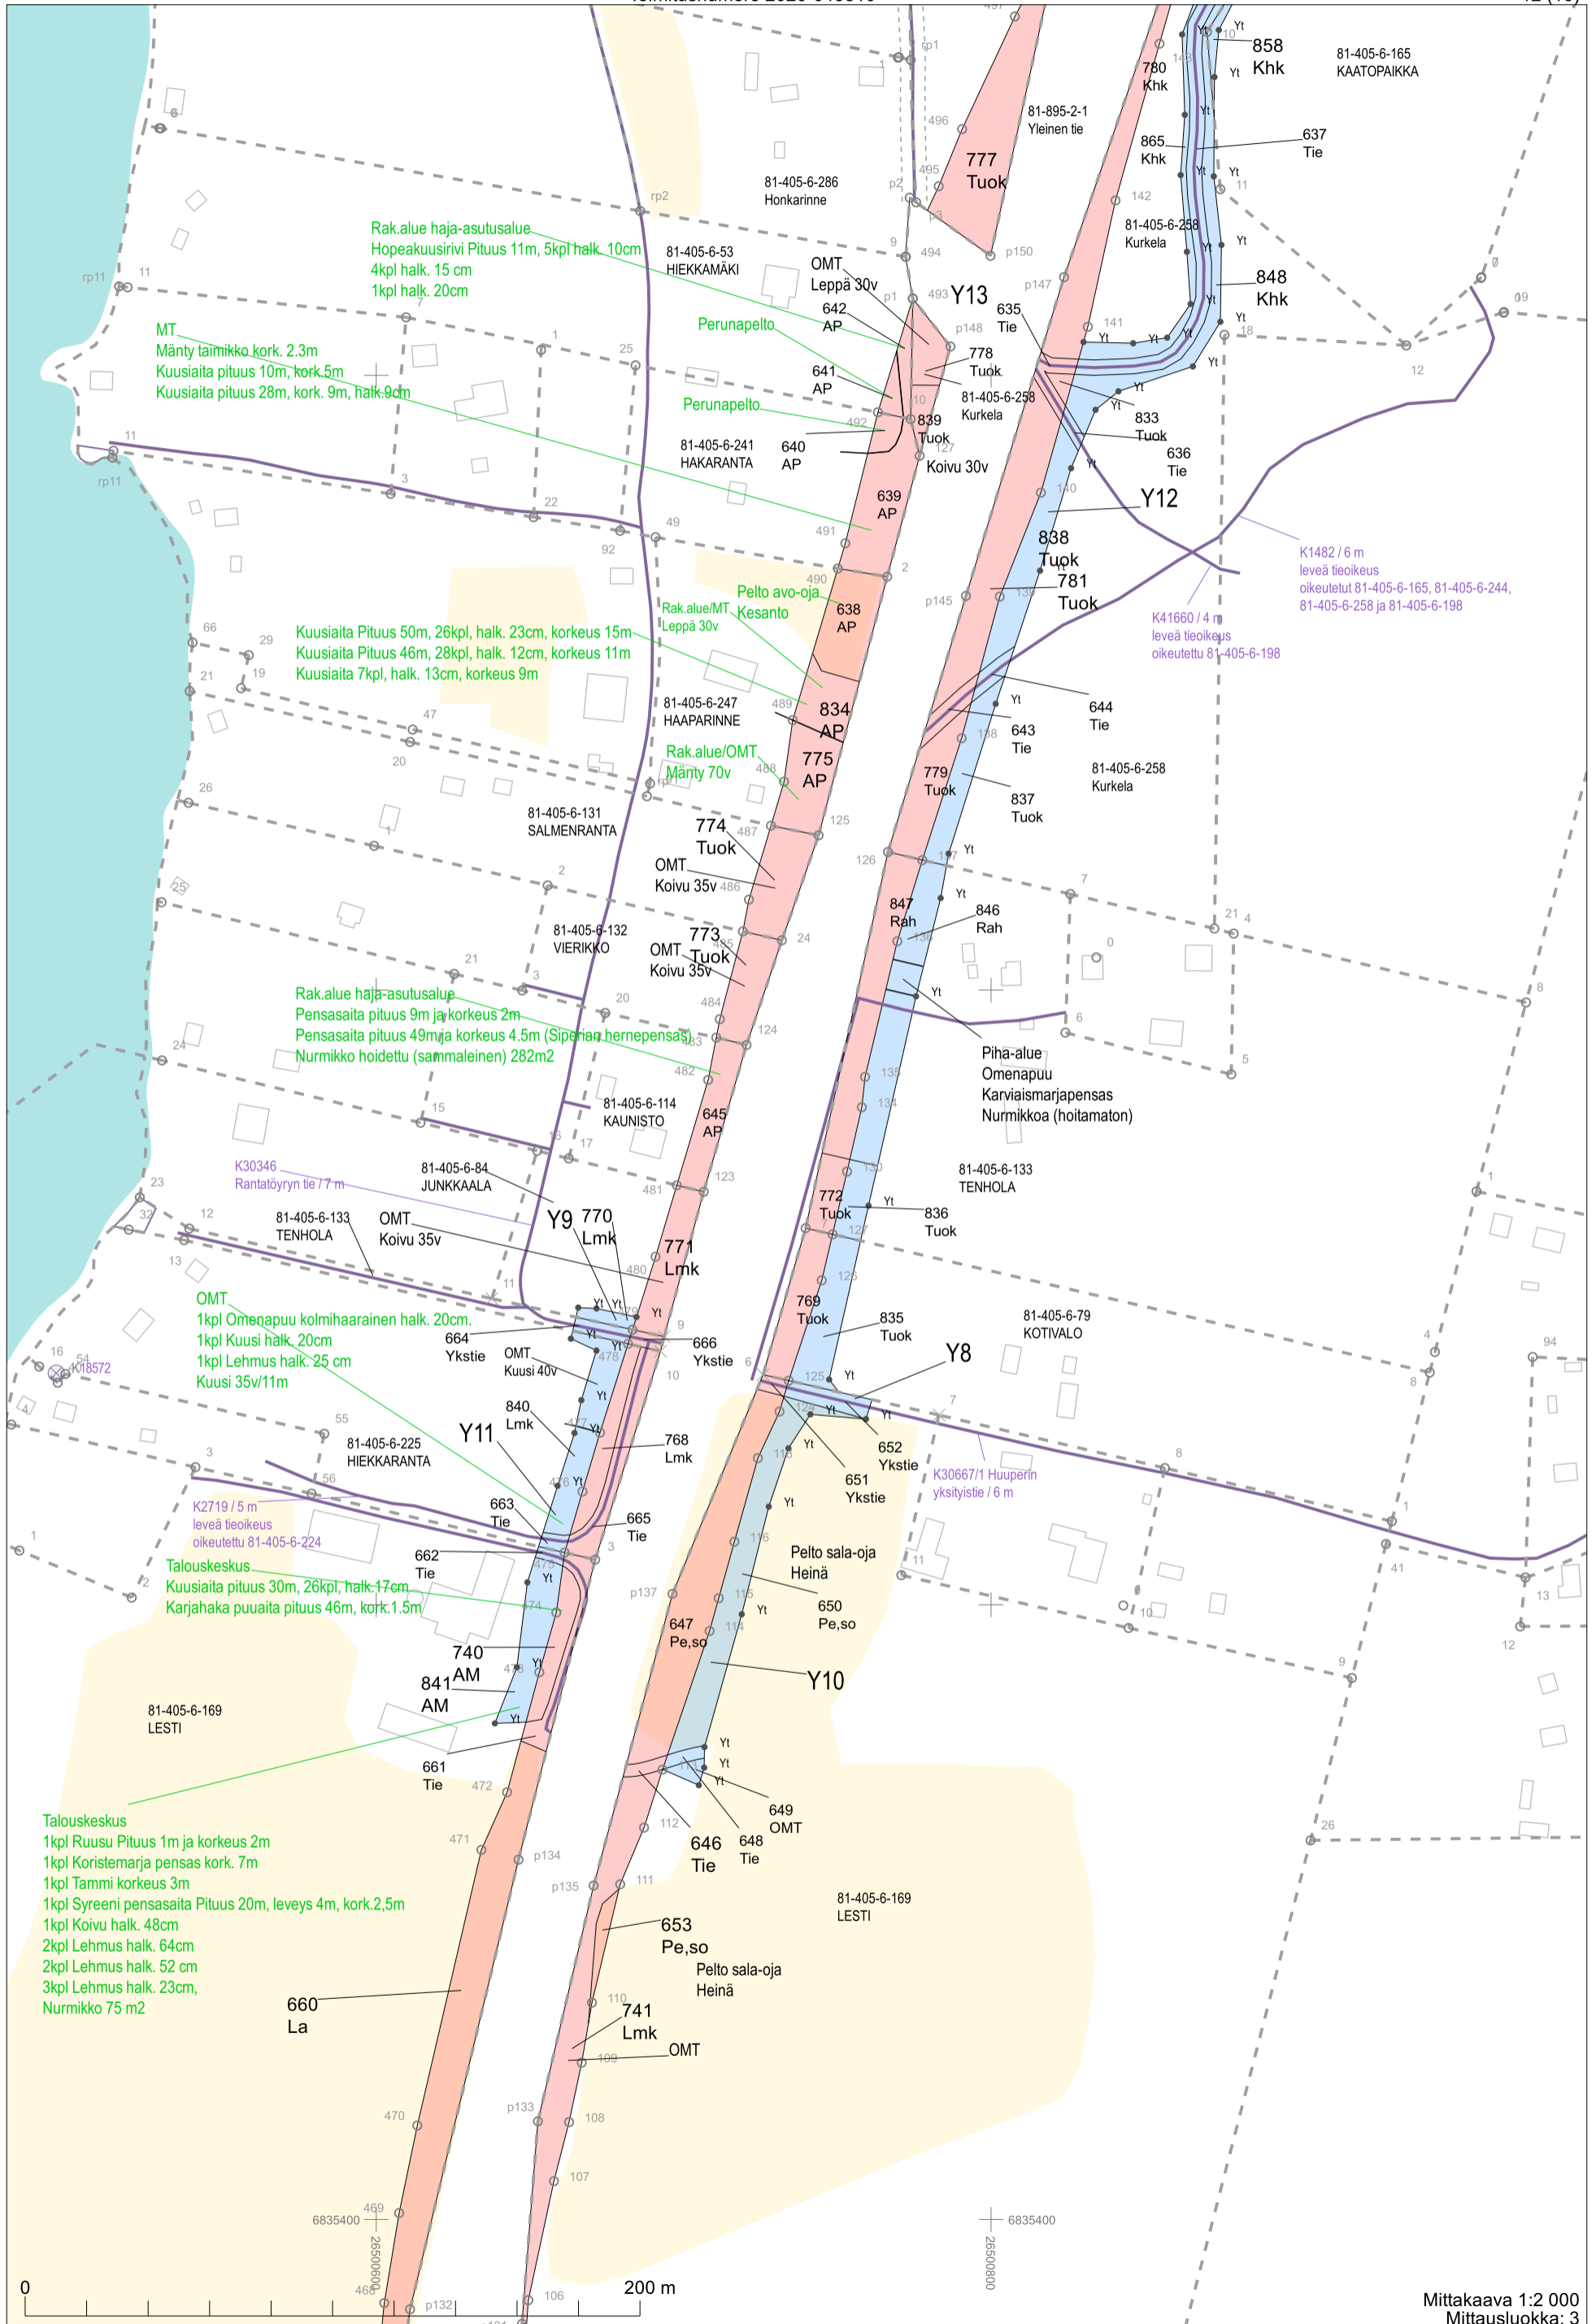 858
Khk
81-405-6-165
KAATOPAIKKA
780
Khk
81-895-2-1
Yleinen tie
865
Khk
637
Tie
777
Tuok
81-405-6-286
Honkarinne
81-405-6-258
Kurkela
Rak.alue haja-asutusalue
Hopeakuusirivi Pituus 11m, 5kpl halk. 10cm
4kpl halk. 15 cm
1kpl halk. 20cm
81-405-6-53
HIEKKAMÄKI
OMT
Leppä 30v
848
Khk
Y13
642
AP
635
Tie
Perunapelto
MT
Mänty taimikko kork. 2.3m
Kuusiaita pituus 10m, kork.5m
Kuusiaita pituus 28m, kork. 9m, halk.9cm
778
Tuok
641
AP
81-405-6-258
Kurkela
Perunapelto
839
Tuok
833
Tuok
81-405-6-241
HAKARANTA
640
AP
Koivu 30v
636
Tie
639
AP
Y12
838
Tuok
K1482 / 6 m
leveä tieoikeus
oikeutetut 81-405-6-165, 81-405-6-244,
81-405-6-258 ja 81-405-6-198
781
Tuok
Pelto avo-oja
Kesanto
638
AP
Rak.alue/MT
Leppä 30v
K41660 / 4 m
leveä tieoikeus
oikeutettu 81-405-6-198
Kuusiaita Pituus 50m, 26kpl, halk. 23cm, korkeus 15m
Kuusiaita Pituus 46m, 28kpl, halk. 12cm, korkeus 11m
Kuusiaita 7kpl, halk. 13cm, korkeus 9m
81-405-6-247
HAAPARINNE
834
AP
644
Tie
643
Tie
Rak.alue/OMT
Mänty 70v
775
AP
779
Tuok
81-405-6-258
Kurkela
837
Tuok
81-405-6-131
SALMENRANTA
774
Tuok
OMT
Koivu 35v
847
Rah
846
Rah
81-405-6-132
VIERIKKO
773
Tuok
OMT
Koivu 35v
Rak.alue haja-asutusalue
Pensasaita pituus 9m ja korkeus 2m
Pensasaita pituus 49m ja korkeus 4.5m (Siperian hernepensas)
Nurmikko hoidettu (sammaleinen) 282m2
Piha-alue
Omenapuu
Karviaismarjapensas
Nurmikkoa (hoitamaton)
81-405-6-114
KAUNISTO
645
AP
K30346
Rantatöyryn tie / 7 m
81-405-6-84
JUNKKAALA
81-405-6-133
TENHOLA
772
Tuok
836
Tuok
81-405-6-133
TENHOLA
OMT
Koivu 35v
Y9
770
Lmk
771
Lmk
OMT
1kpl Omenapuu kolmihaarainen halk. 20cm.
1kpl Kuusi halk. 20cm
1kpl Lehmus halk. 25 cm
Kuusi 35v/11m
769
Tuok
835
Tuok
81-405-6-79
KOTIVALO
664
Ykstie
666
Ykstie
OMT
Kuusi 40v
Y8
K18572
840
Lmk
Y11
768
Lmk
652
Ykstie
81-405-6-225
HIEKKARANTA
651
Ykstie
K30667/1 Huuperin
yksityistie / 6 m
K2719 / 5 m
leveä tieoikeus
oikeutettu 81-405-6-224
663
Tie
665
Tie
662
Tie
Pelto sala-oja
Heinä
Talouskeskus
Kuusiaita pituus 30m, 26kpl, halk.17cm
Karjahaka puuaita pituus 46m, kork.1.5m
650
Pe,so
647
Pe,so
740
AM
841
AM
Y10
81-405-6-169
LESTI
661
Tie
649
OMT
646
Tie
648
Tie
Talouskeskus
1kpl Ruusu Pituus 1m ja korkeus 2m
1kpl Koristemarja pensas kork. 7m
1kpl Tammi korkeus 3m
1kpl Syreeni pensasaita Pituus 20m, leveys 4m, kork.2,5m
1kpl Koivu halk. 48cm
2kpl Lehmus halk. 64cm
2kpl Lehmus halk. 52 cm
3kpl Lehmus halk. 23cm,
Nurmikko 75 m2
81-405-6-169
LESTI
653
Pe,so
Pelto sala-oja
Heinä
660
La
741
Lmk
OMT
6835400
6835400
26500600
26500800
0
200 m
Mittakaava 1:2 000
Mittausluokka: 3